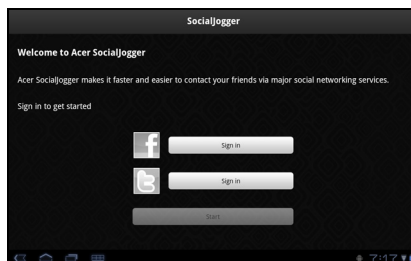 SocialJogger
Welcome to Acer SocialJogger
Acer SocialJogger makes it faster and easier to contact your friends via major social networking services.
Sign in to get started
f
Sign in
t
Sign in
Start
7:17